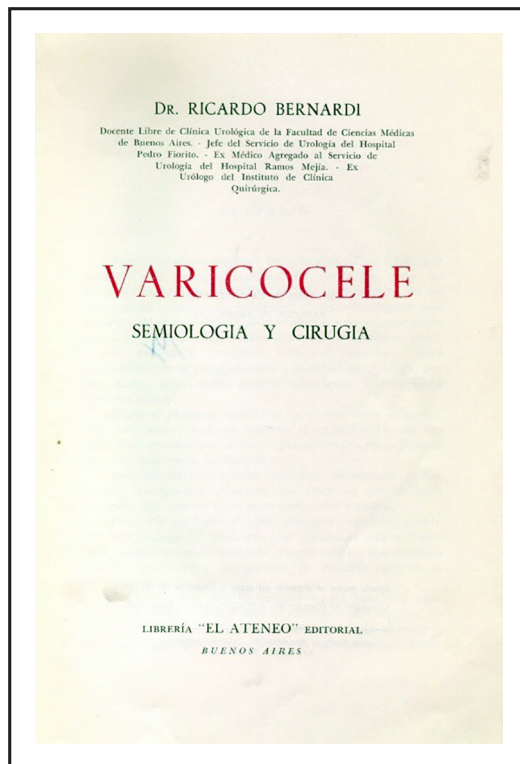 DR. RICARDO BERNARDI
Docente Libre de Clínica Urológica de la Facultad de Ciencias Médicas
de Buenos Aires. - Jefe del Servicio de Urología del Hospital
Pedro Fiorito. - Ex Médico Agregado al Servicio de
Urología del Hospital Ramos Mejía. - Ex
Urólogo del Instituto de Clínica
Quirúrgica.
VARICOCELE
SEMIOLOGIA Y CIRUGIA
LIBRERÍA "EL ATENEO" EDITORIAL
BUENOS AIRES